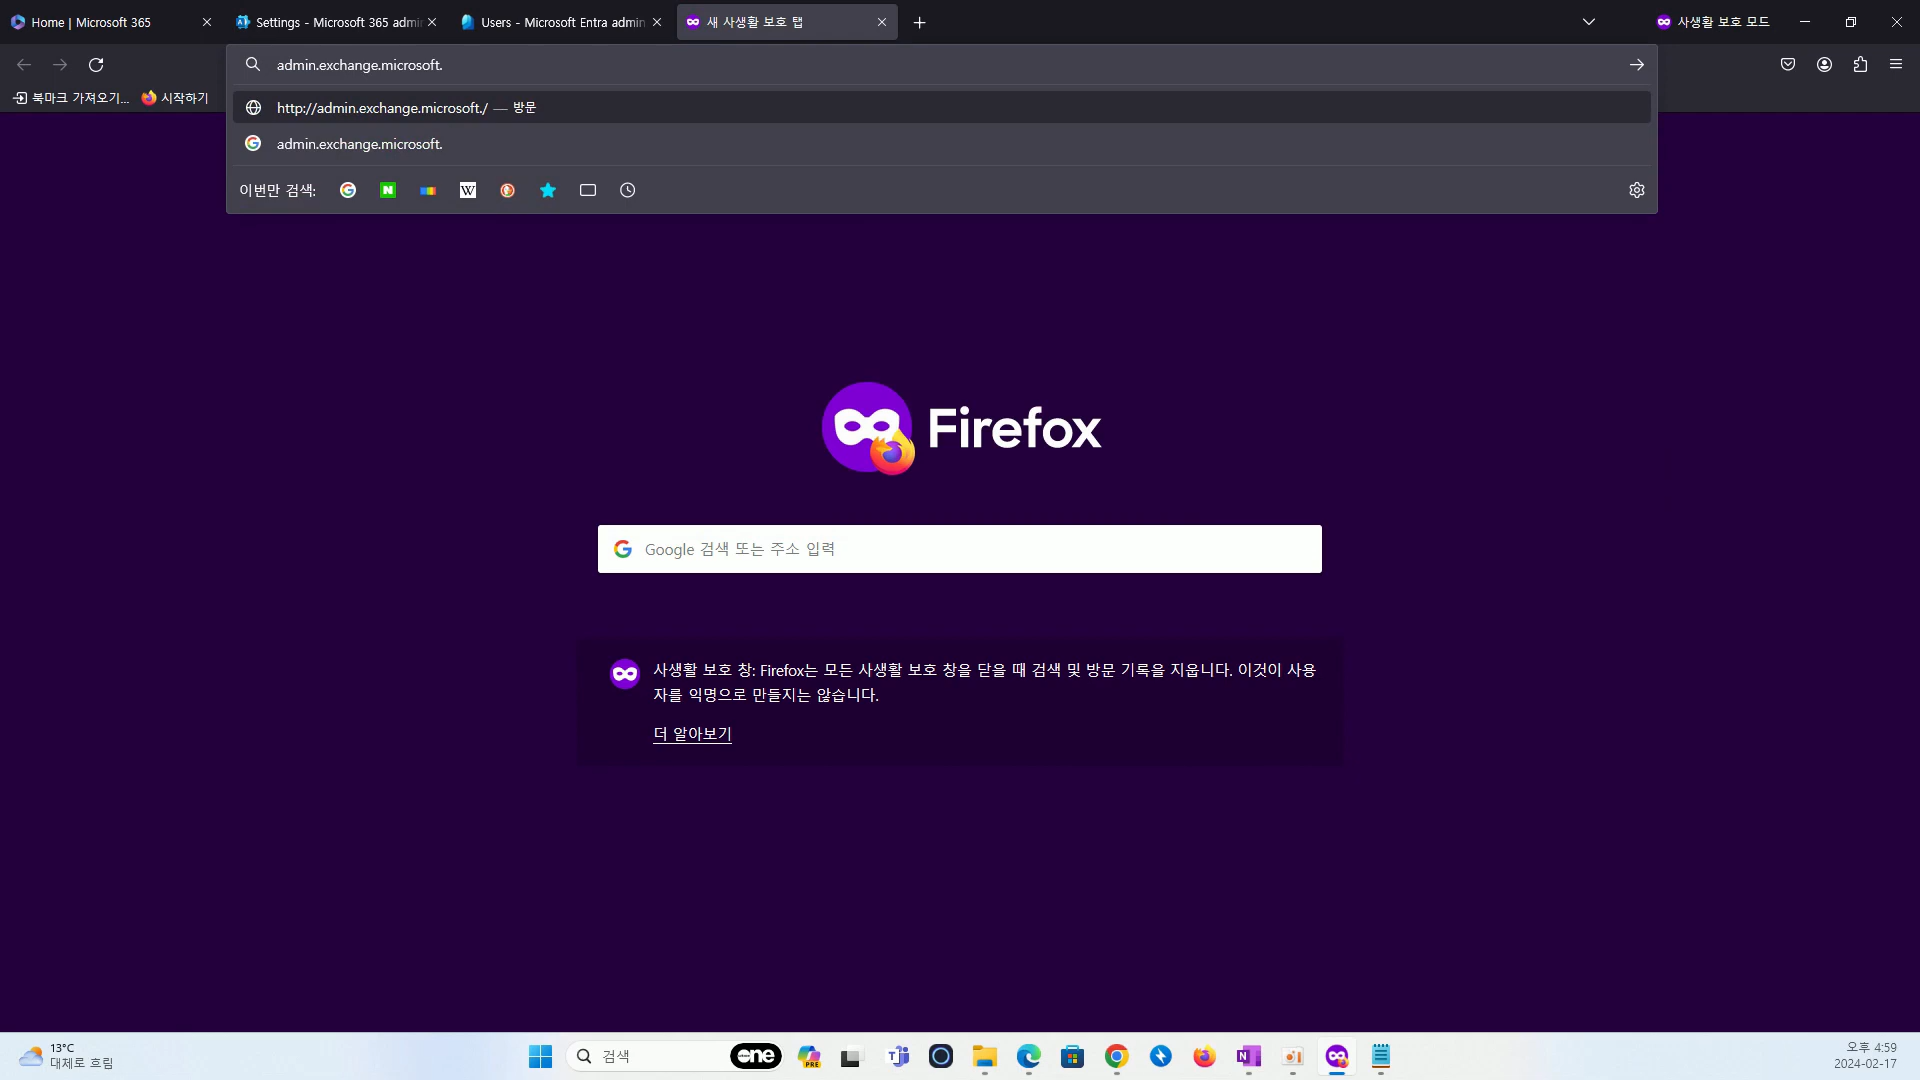 Home | Microsoft 365
Settings - Microsoft 365 admi
Users - Microsoft Entra admin
새 사생활 보호 탭
사생활 보호 모드
admin.exchange.microsoft.
북마크 가져오기...
시작하기
http://admin.exchange.microsoft./ — 방문
admin.exchange.microsoft.
이번만 검색:
N
W
Firefox
Google 검색 또는 주소 입력
사생활 보호 창: Firefox는 모든 사생활 보호 창을 닫을 때 검색 및 방문 기록을 지웁니다. 이것이 사용
자를 익명으로 만들지는 않습니다.
더 알아보기
13°C
대체로 흐림
검색
one
PRE
오후 4:59
2024-02-17